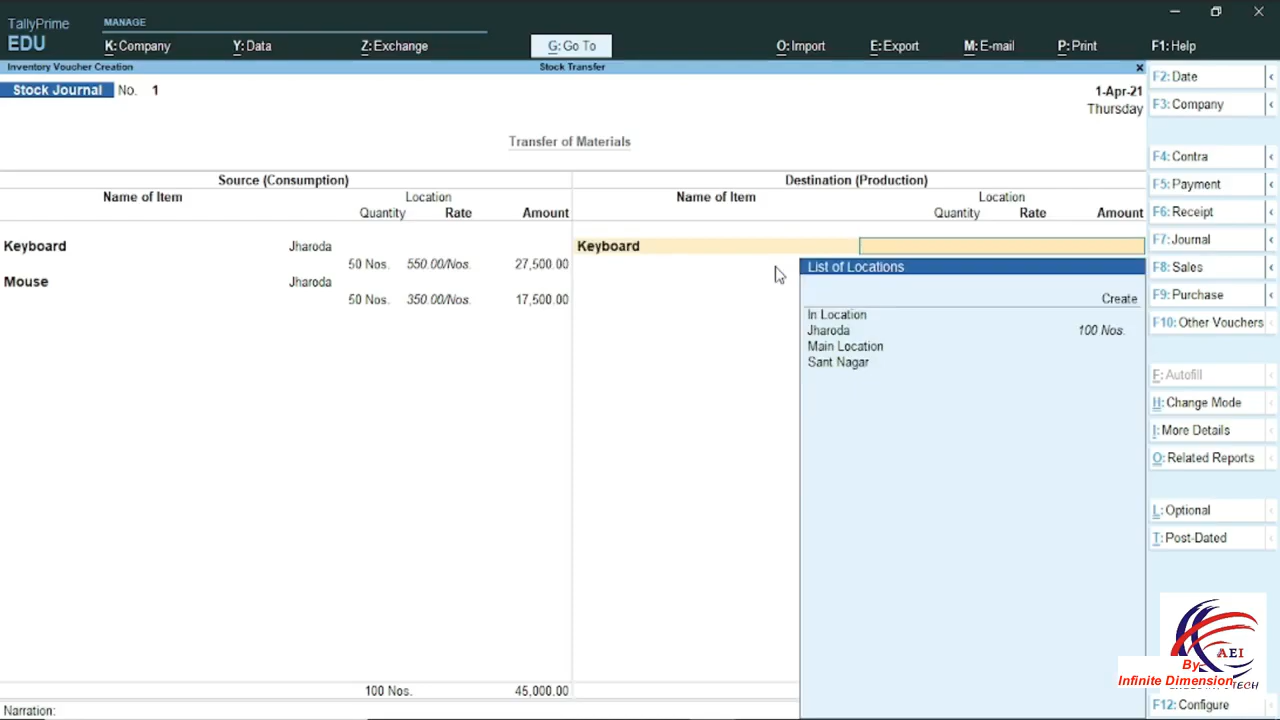 TallyPrime
EDU
MANAGE
K: Company
Y: Data
Z: Exchange
G: Go To
O: Import
E: Export
M: E-mail
P: Print
F1: Help
Inventory Voucher Creation
Stock Transfer
x
Stock Journal No. 1
1-Apr-21
Thursday
Transfer of Materials
Source (Consumption)
Destination (Production)
Name of Item
Location
Quantity Rate Amount
Name of Item
Location
Quantity Rate Amount
Keyboard Jharoda
50 Nos. 550.00/Nos. 27,500.00
Mouse Jharoda
50 Nos. 350.00/Nos. 17,500.00
100 Nos. 45,000.00
Keyboard
List of Locations
Create
In Location
Jharoda 100 Nos.
Main Location
Sant Nagar
Narration:
F2: Date
F3: Company
F4: Contra
F5: Payment
F6: Receipt
F7: Journal
F8: Sales
F9: Purchase
F10: Other Vouchers
F: Autofill
H: Change Mode
I: More Details
O: Related Reports
L: Optional
T: Post-Dated
AEI
By-
Infinite Dimension
F12: Configure